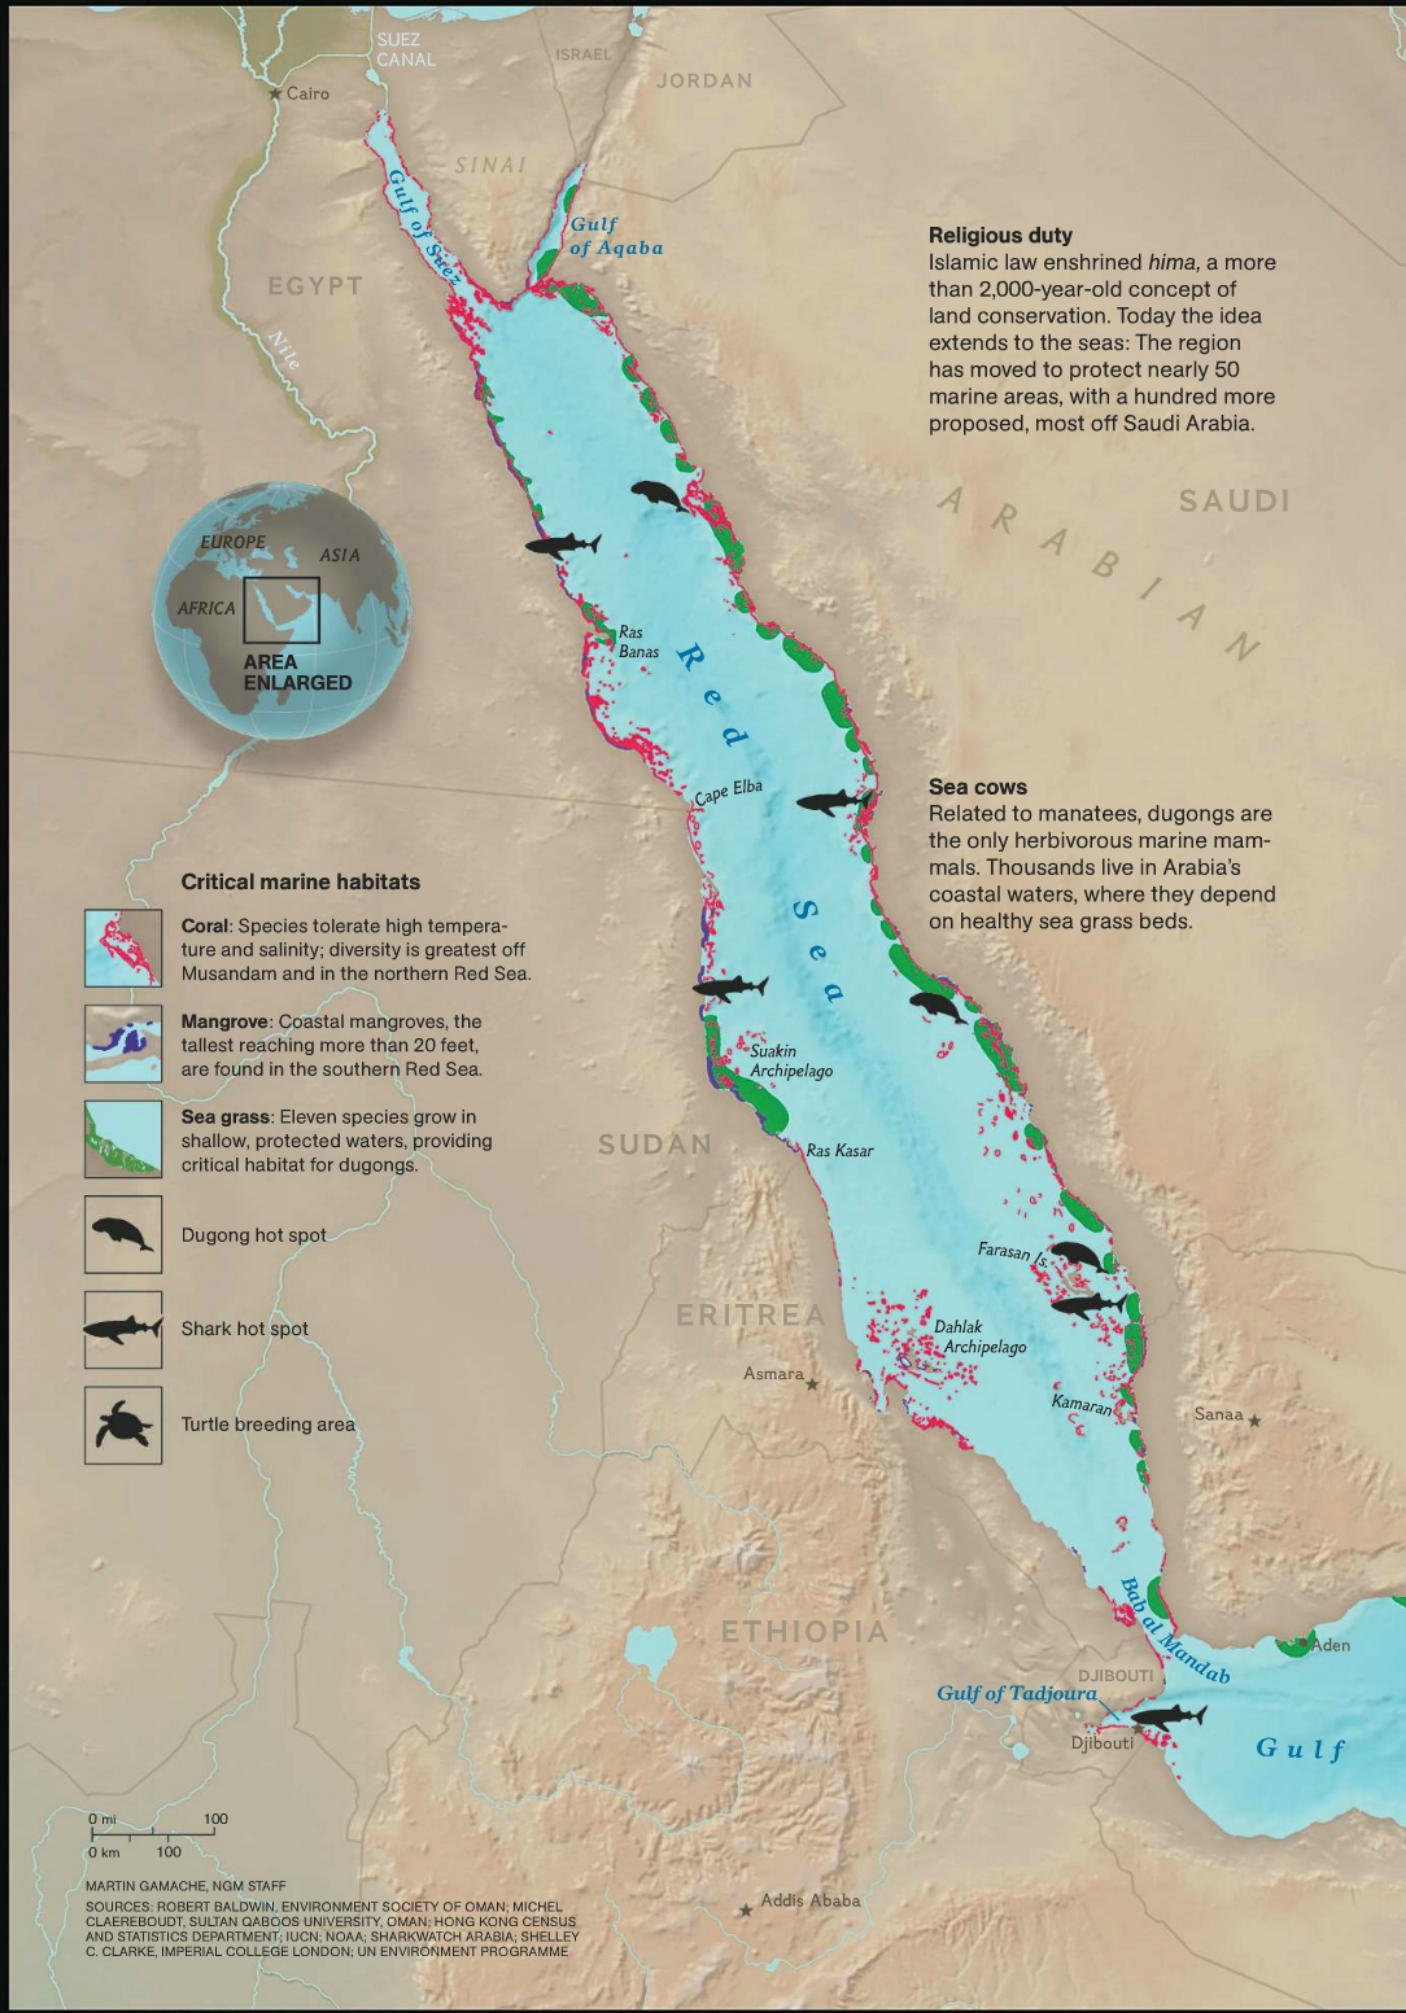 SUEZ
CANAL
ISRAEL
JORDAN
Cairo
SINAI
Gulf of Suez
Gulf
of Aqaba
EGYPT
Nile
Religious duty
Islamic law enshrined hima, a more
than 2,000-year-old concept of
land conservation. Today the idea
extends to the seas: The region
has moved to protect nearly 50
marine areas, with a hundred more
proposed, most off Saudi Arabia.
SAUDI
ARABIAN
EUROPE
ASIA
AFRICA
AREA
ENLARGED
Ras
Banas
Red
Sea
Cape Elba
Sea cows
Related to manatees, dugongs are
the only herbivorous marine mam-
mals. Thousands live in Arabia's
coastal waters, where they depend
on healthy sea grass beds.
Critical marine habitats
Coral: Species tolerate high tempera-
ture and salinity; diversity is greatest off
Musandam and in the northern Red Sea.
Mangrove: Coastal mangroves, the
tallest reaching more than 20 feet,
are found in the southern Red Sea.
Sea grass: Eleven species grow in
shallow, protected waters, providing
critical habitat for dugongs.
Dugong hot spot
Shark hot spot
Turtle breeding area
Suakin
Archipelago
SUDAN
Ras Kasar
Farasan Is.
ERITREA
Dahlak
Archipelago
Asmara
Kamaran
Sanaa
Bab al Mandab
ETHIOPIA
Aden
DJIBOUTI
Gulf of Tadjoura
Djibouti
Gulf
0 mi 100
0 km 100
Addis Ababa
MARTIN GAMACHE, NGM STAFF
SOURCES: ROBERT BALDWIN, ENVIRONMENT SOCIETY OF OMAN; MICHEL
CLAEREBOUDT, SULTAN QABOOS UNIVERSITY, OMAN; HONG KONG CENSUS
AND STATISTICS DEPARTMENT; IUCN; NOAA; SHARKWATCH ARABIA; SHELLEY
C. CLARKE, IMPERIAL COLLEGE LONDON; UN ENVIRONMENT PROGRAMME